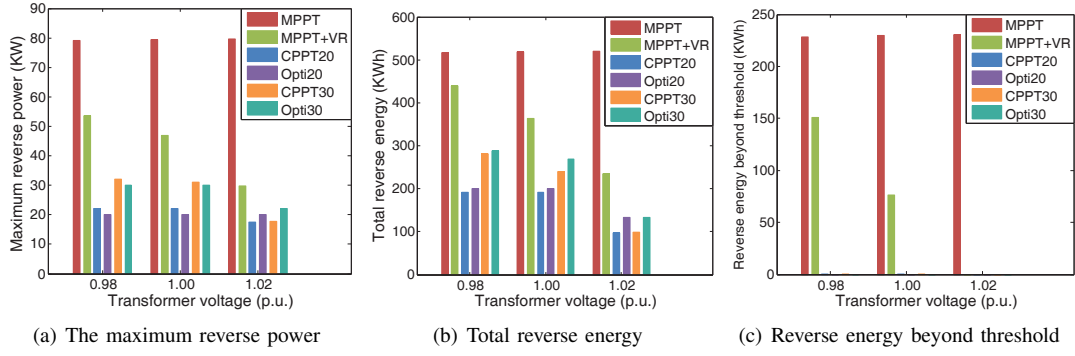 90
80
70
60
50
40
30
20
10
0
Maximum reverse power (KW)
0.98 1.00 1.02
Transformer voltage (p.u.)
MPPT
MPPT+VR
CPPT20
Opti20
CPPT30
Opti30
(a) The maximum reverse power
600
500
400
300
200
100
0
Total reverse energy (KWh)
0.98 1.00 1.02
Transformer voltage (p.u.)
MPPT
MPPT+VR
CPPT20
Opti20
CPPT30
Opti30
(b) Total reverse energy
250
200
150
100
50
0
Reverse energy beyond threshold (KWh)
0.98 1.00 1.02
Transformer voltage (p.u.)
MPPT
MPPT+VR
CPPT20
Opti20
CPPT30
Opti30
(c) Reverse energy beyond threshold